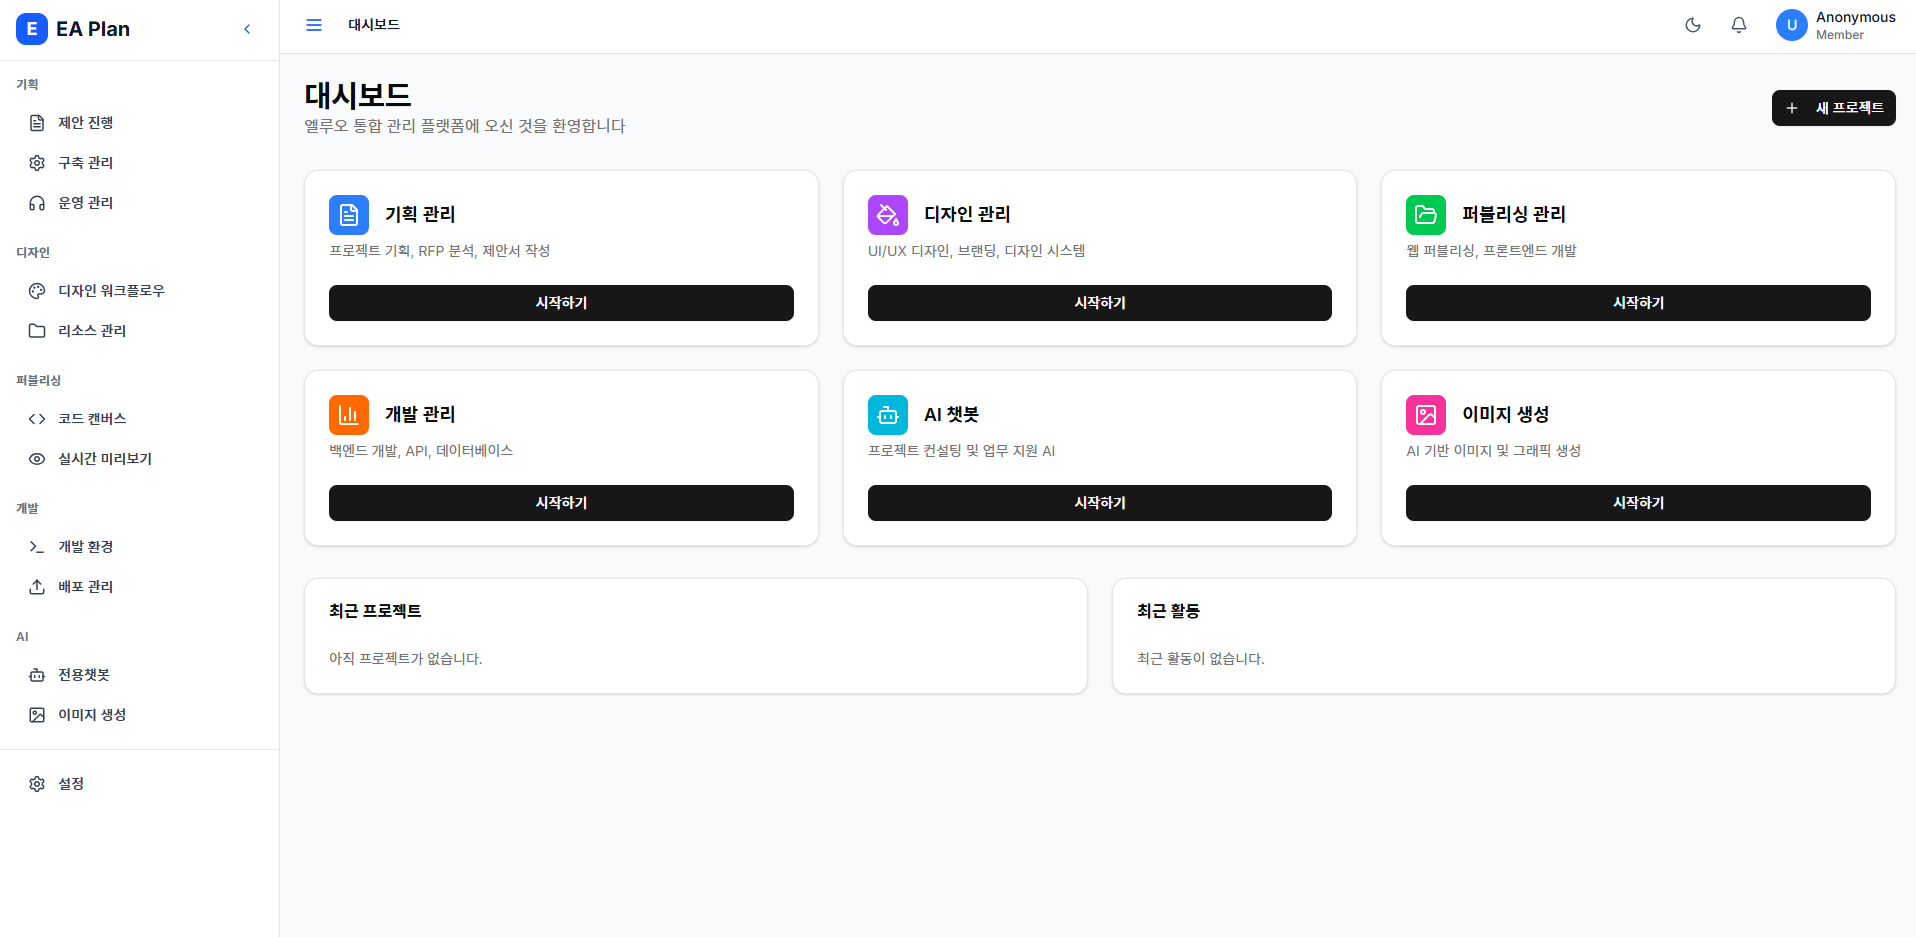 E EA Plan
기획
제안 진행
구축 관리
운영 관리
디자인
디자인 워크플로우
리소스 관리
퍼블리싱
코드 캔버스
실시간 미리보기
개발
개발 환경
배포 관리
AI
전용챗봇
이미지 생성
설정
대시보드
U
Anonymous
Member
대시보드
엘루오 통합 관리 플랫폼에 오신 것을 환영합니다
새 프로젝트
기획 관리
프로젝트 기획, RFP 분석, 제안서 작성
시작하기
디자인 관리
UI/UX 디자인, 브랜딩, 디자인 시스템
시작하기
퍼블리싱 관리
웹 퍼블리싱, 프론트엔드 개발
시작하기
개발 관리
백엔드 개발, API, 데이터베이스
시작하기
AI 챗봇
프로젝트 컨설팅 및 업무 지원 AI
시작하기
이미지 생성
AI 기반 이미지 및 그래픽 생성
시작하기
최근 프로젝트
아직 프로젝트가 없습니다.
최근 활동
최근 활동이 없습니다.